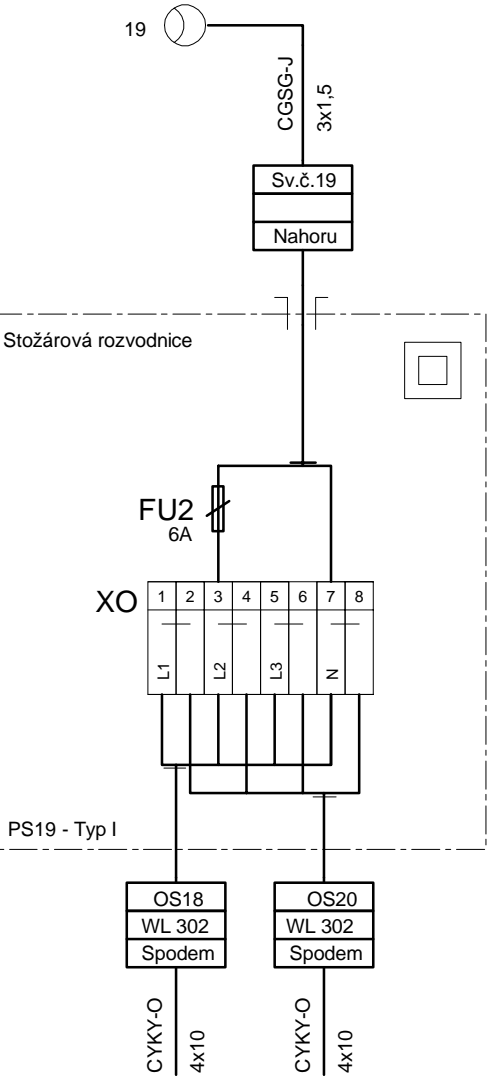 19
CGSG-J
3x1,5
Sv.č.19
Nahoru
Stožárová rozvodnice
FU2
6A
XO
1 2 3 4 5 6 7 8
L1 L2 L3 N
PS19 - Typ I
OS18
WL 302
Spodem
OS20
WL 302
Spodem
CYKY-O
4x10
CYKY-O
4x10